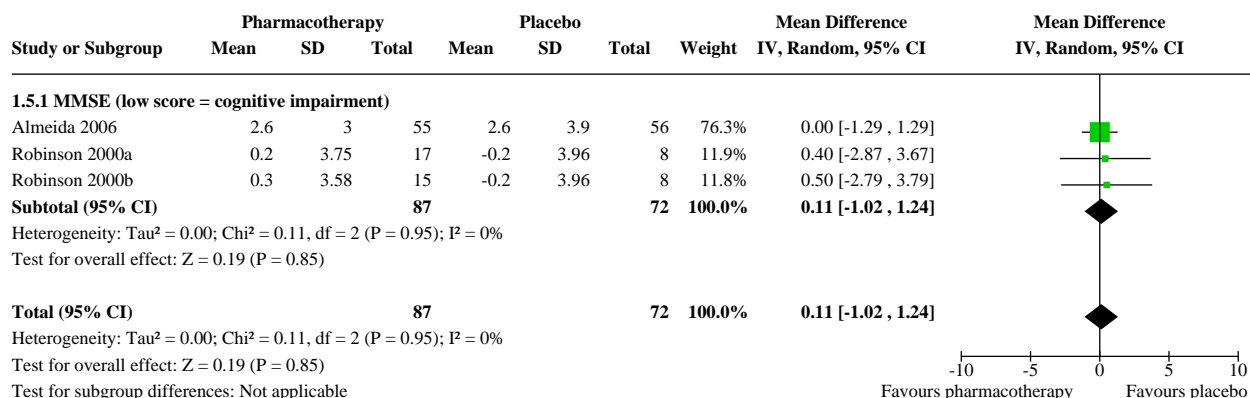 Pharmacotherapy Placebo Mean Difference Mean Difference
Study or Subgroup Mean SD Total Mean SD Total Weight IV, Random, 95% CI IV, Random, 95% CI
1.5.1 MMSE (low score = cognitive impairment)
Almeida 2006 2.6 3 55 2.6 3.9 56 76.3% 0.00 [-1.29 , 1.29]
Robinson 2000a 0.2 3.75 17 -0.2 3.96 8 11.9% 0.40 [-2.87 , 3.67]
Robinson 2000b 0.3 3.58 15 -0.2 3.96 8 11.8% 0.50 [-2.79 , 3.79]
Subtotal (95% CI) 87 72 100.0% 0.11 [-1.02 , 1.24]
Heterogeneity: Tau² = 0.00; Chi² = 0.11, df = 2 (P = 0.95); I² = 0%
Test for overall effect: Z = 0.19 (P = 0.85)
Total (95% CI) 87 72 100.0% 0.11 [-1.02 , 1.24]
Heterogeneity: Tau² = 0.00; Chi² = 0.11, df = 2 (P = 0.95); I² = 0%
Test for overall effect: Z = 0.19 (P = 0.85)
-10 -5 0 5 10
Test for subgroup differences: Not applicable
Favours pharmacotherapy Favours placebo